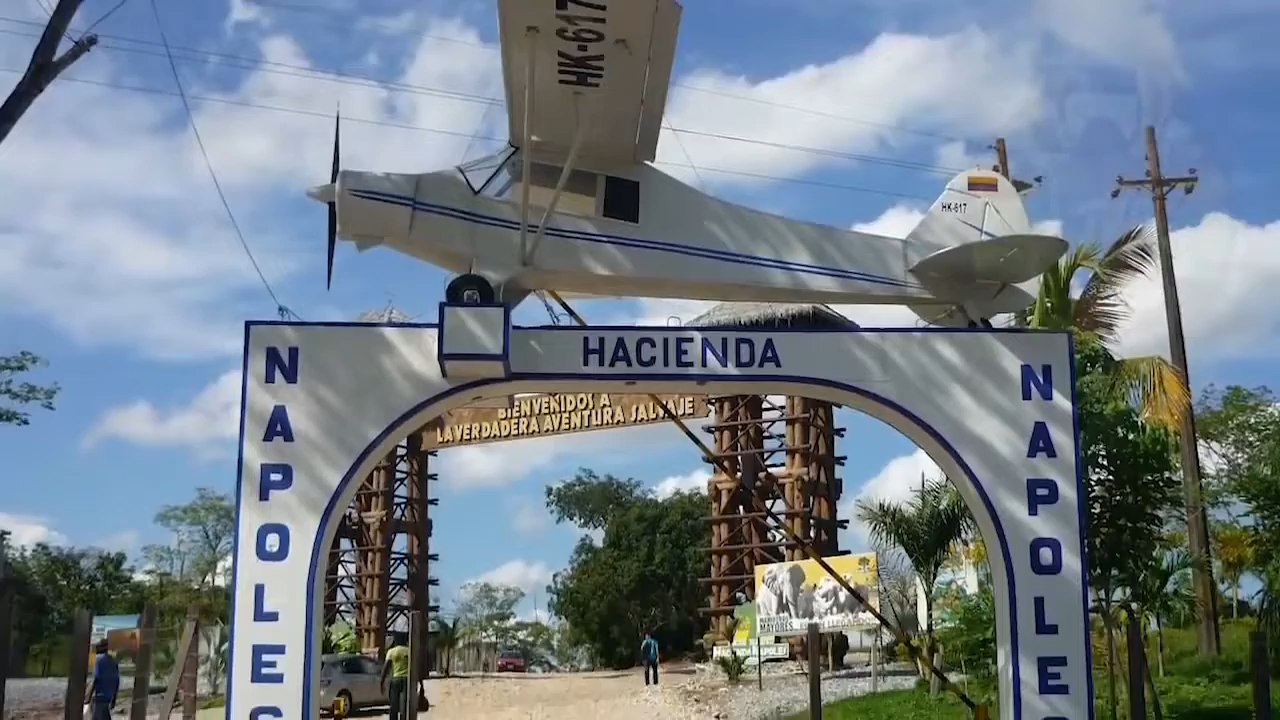 HK-617
HK-617
HACIENDA
NAPOLES
NAPOLES
BIENVENIDOS A
LA VERDADERA AVENTURA SALVAJE
MAYORES